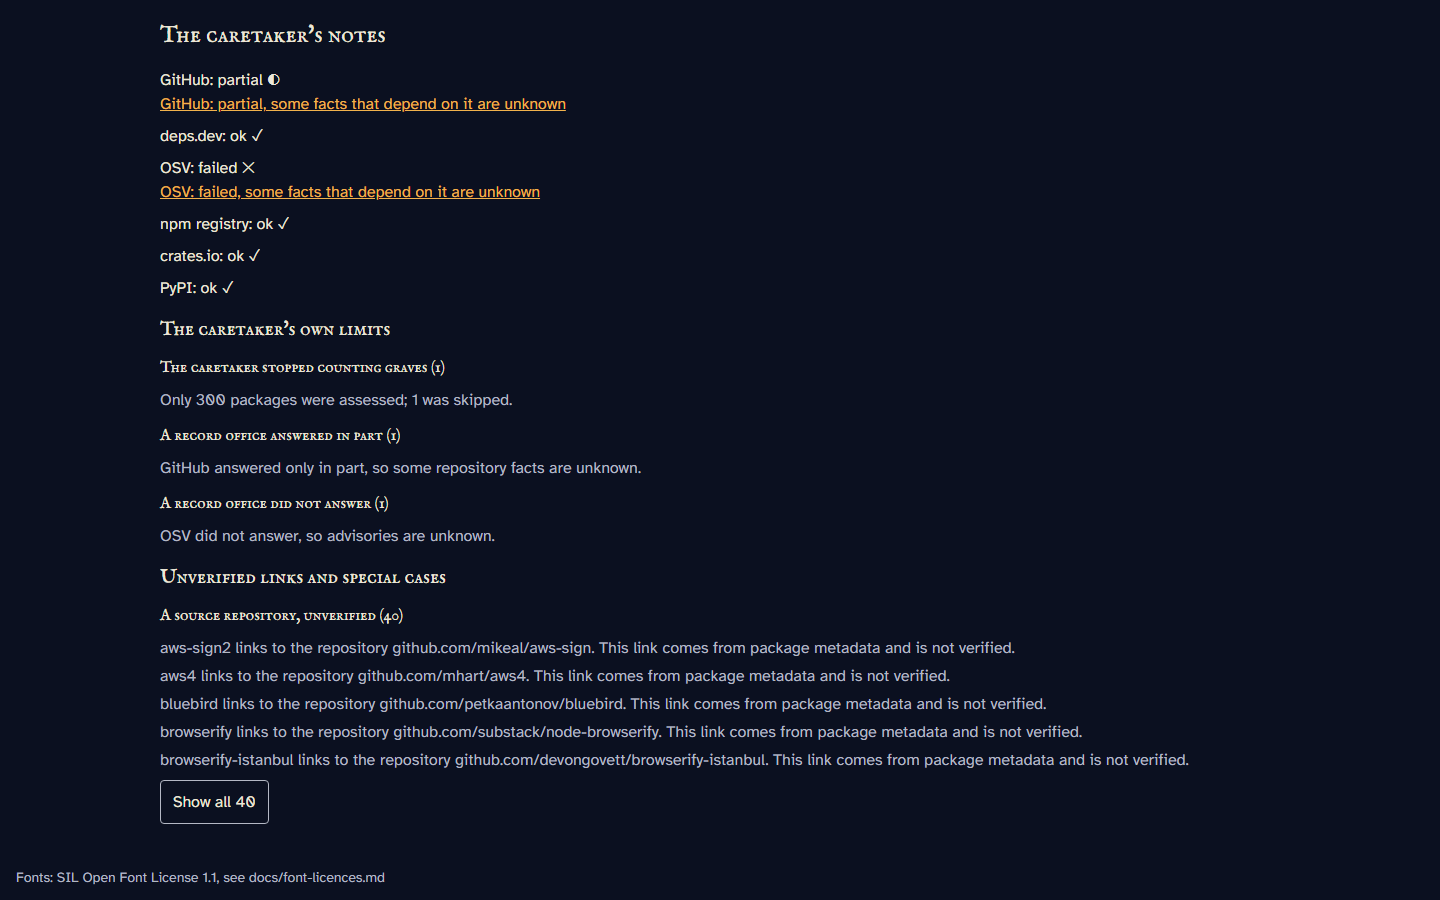 The caretaker's notes
GitHub: partial ◐
GitHub: partial, some facts that depend on it are unknown
deps.dev: ok ✓
OSV: failed ✕
OSV: failed, some facts that depend on it are unknown
npm registry: ok ✓
crates.io: ok ✓
PyPI: ok ✓
The caretaker's own limits
The caretaker stopped counting graves (1)
Only 300 packages were assessed; 1 was skipped.
A record office answered in part (1)
GitHub answered only in part, so some repository facts are unknown.
A record office did not answer (1)
OSV did not answer, so advisories are unknown.
Unverified links and special cases
A source repository, unverified (40)
aws-sign2 links to the repository github.com/mikeal/aws-sign. This link comes from package metadata and is not verified.
aws4 links to the repository github.com/mhart/aws4. This link comes from package metadata and is not verified.
bluebird links to the repository github.com/petkaantonov/bluebird. This link comes from package metadata and is not verified.
browserify links to the repository github.com/substack/node-browserify. This link comes from package metadata and is not verified.
browserify-istanbul links to the repository github.com/devongovett/browserify-istanbul. This link comes from package metadata and is not verified.
Show all 40
Fonts: SIL Open Font License 1.1, see docs/font-licences.md